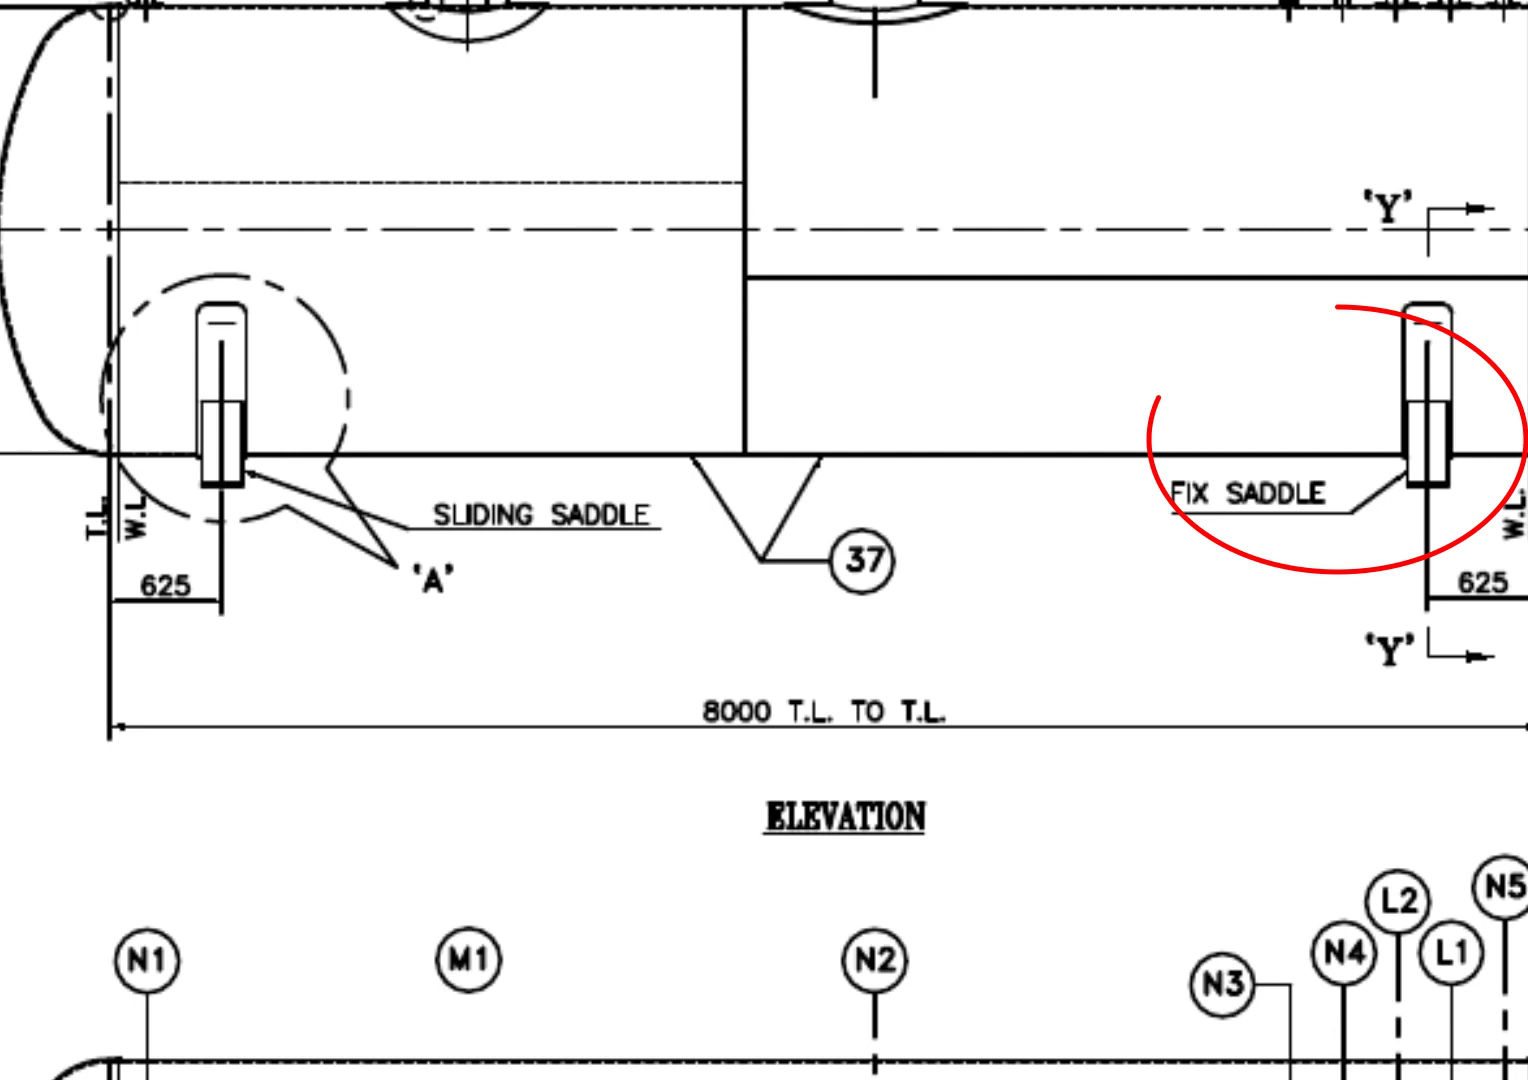 'Y'
FIX SADDLE
SLIDING SADDLE
T.L.
W.L.
W.L.
37
'A'
625
625
'Y'
8000 T.L. TO T.L.
ELEVATION
N1
M1
N2
N3
N4
L2
L1
N5